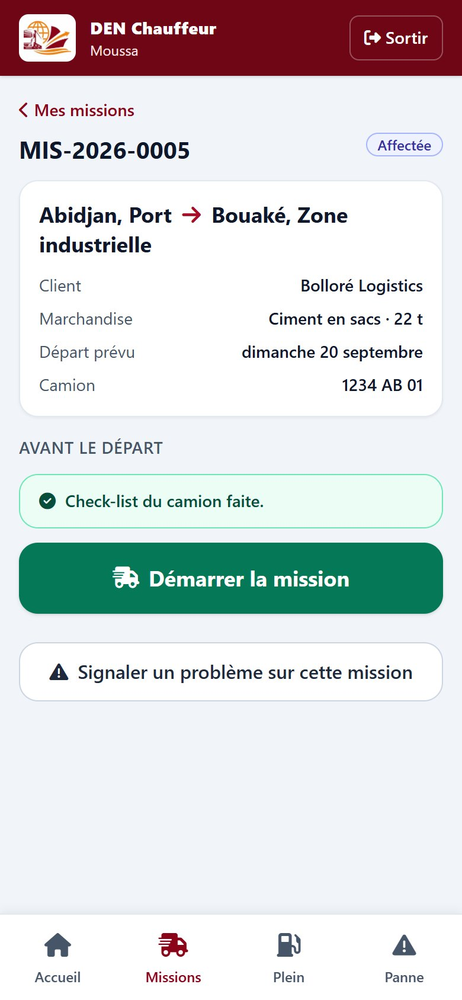 DEN Chauffeur
Moussa
Sortir
Mes missions
MIS-2026-0005
Affectée
Abidjan, Port → Bouaké, Zone
industrielle
Client Bolloré Logistics
Marchandise Ciment en sacs · 22 t
Départ prévu dimanche 20 septembre
Camion 1234 AB 01
AVANT LE DÉPART
Check-list du camion faite.
Démarrer la mission
Signaler un problème sur cette mission
Accueil Missions Plein Panne